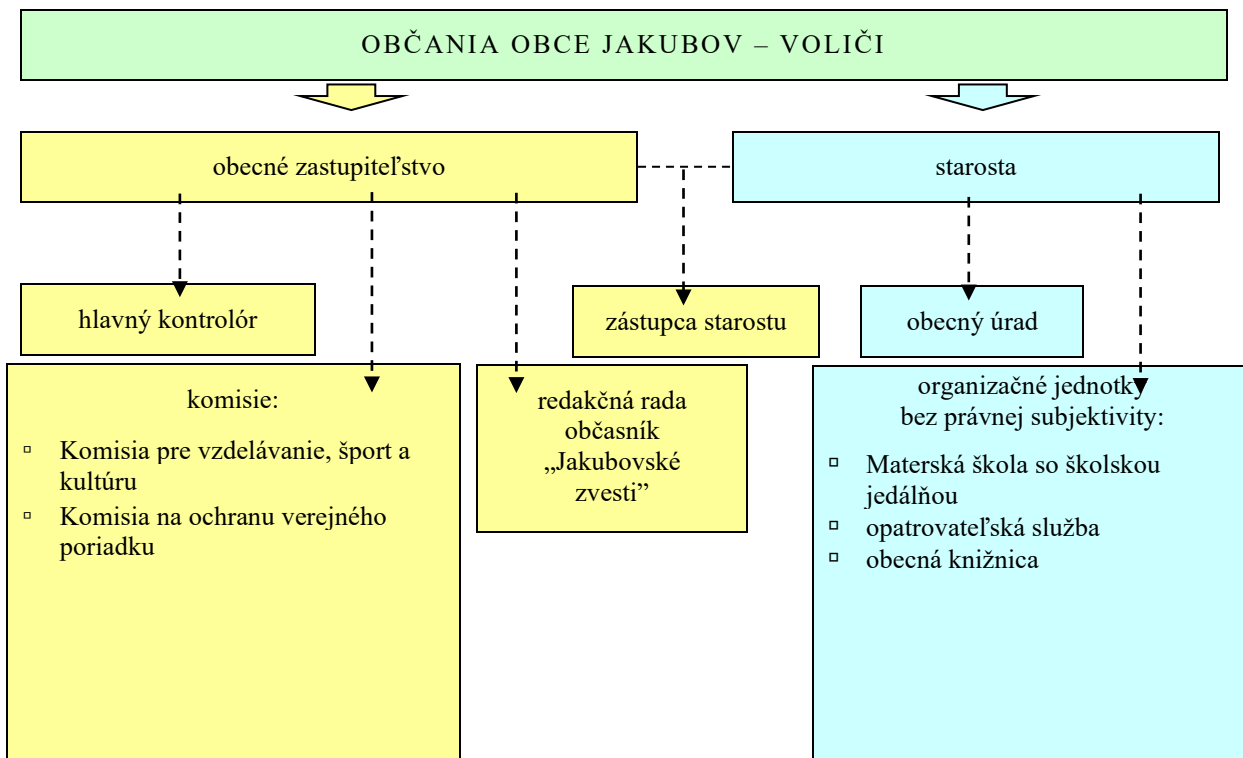 OBČANIA OBCE JAKUBOV – VOLIČI
obecné zastupiteľstvo
starosta
hlavný kontrolór
zástupca starostu
obecný úrad
komisie:
▫ Komisia pre vzdelávanie, šport a
kultúru
▫ Komisia na ochranu verejného
poriadku
redakčná rada
občasník
„Jakubovské
zvesti”
organizačné jednotky
bez právnej subjektivity:
▫ Materská škola so školskou
jedálňou
▫ opatrovateľská služba
▫ obecná knižnica